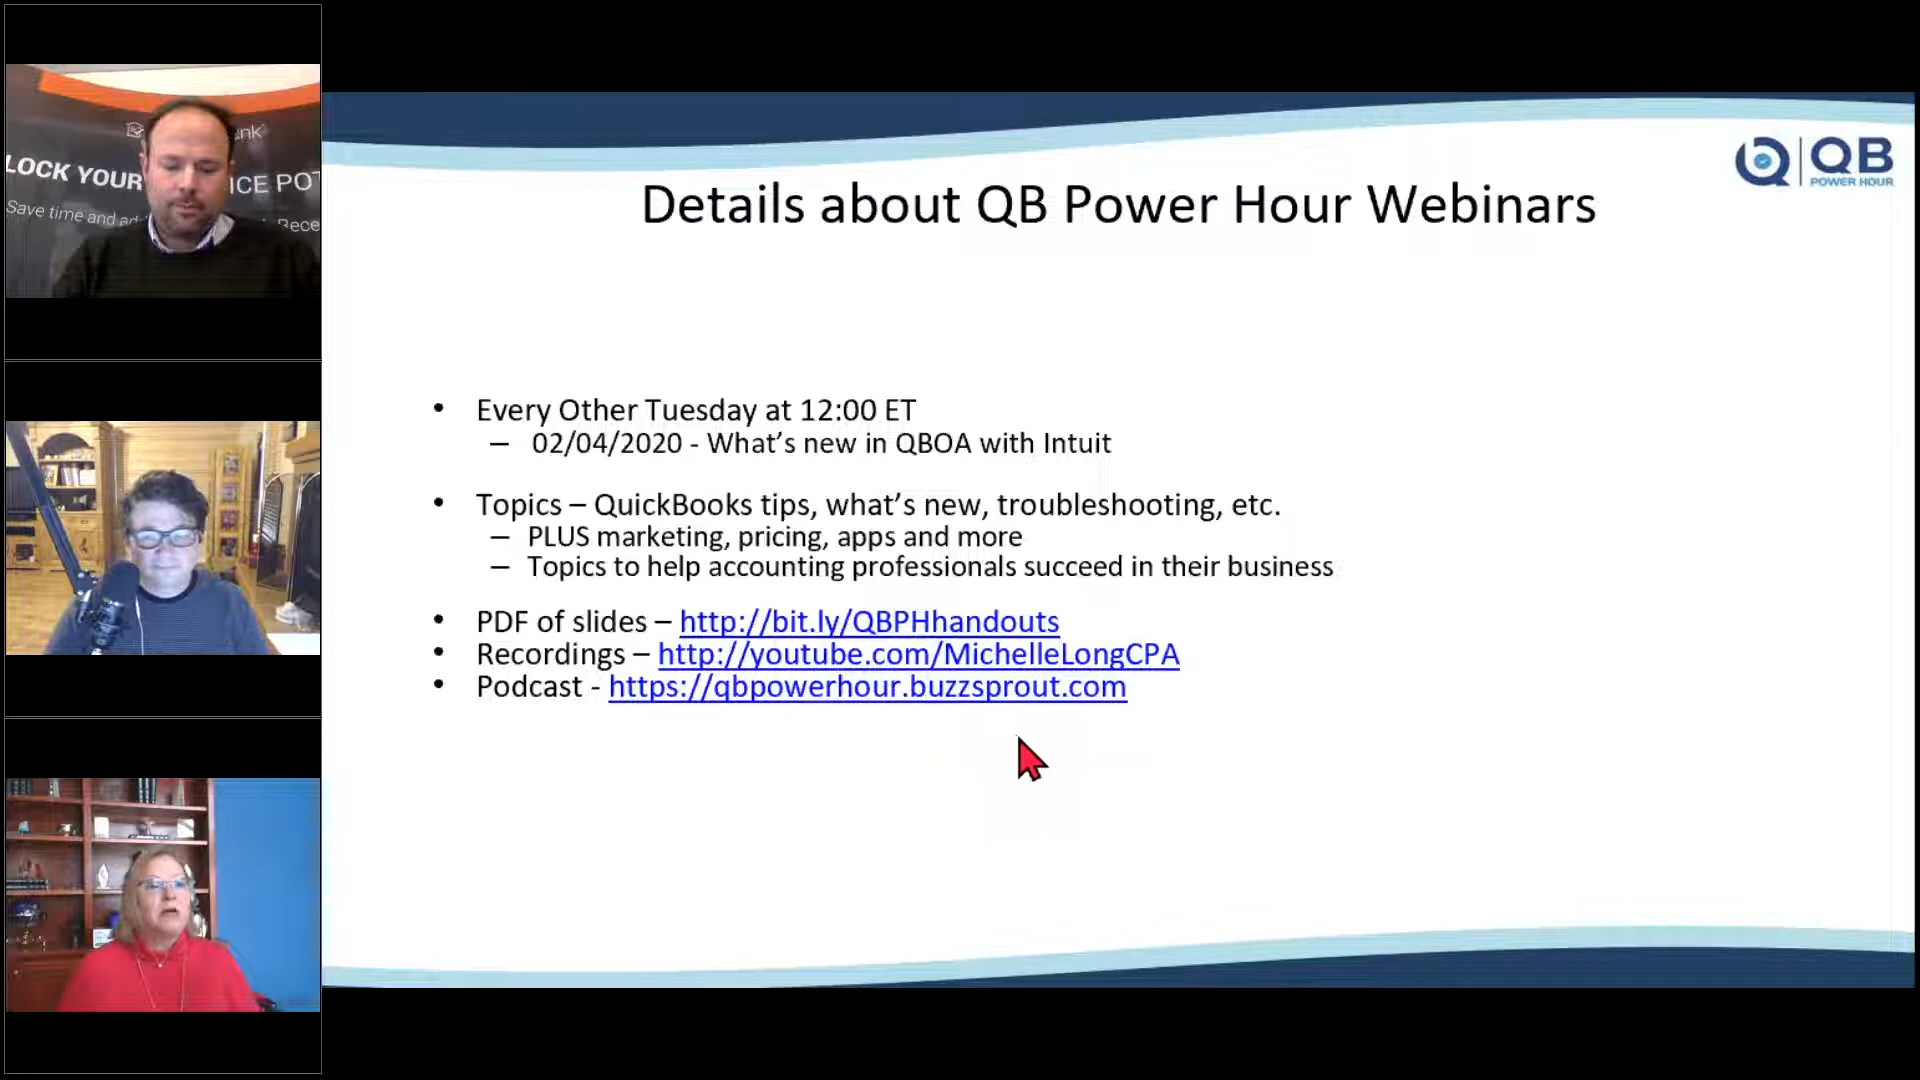 LOCK YOUR
ICE POT
Save time and ad
Rece
QB
POWER HOUR
Details about QB Power Hour Webinars
• Every Other Tuesday at 12:00 ET
– 02/04/2020 - What’s new in QBOA with Intuit
• Topics – QuickBooks tips, what’s new, troubleshooting, etc.
– PLUS marketing, pricing, apps and more
– Topics to help accounting professionals succeed in their business
• PDF of slides – http://bit.ly/QBPHhandouts
• Recordings – http://youtube.com/MichelleLongCPA
• Podcast - https://qbpowerhour.buzzsprout.com